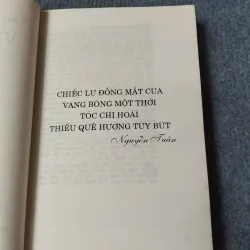 CHIẾC LƯ ĐỒNG MẮT CUA
VANG BÓNG MỘT THỜI
TÓC CHỊ HOÀI
THIẾU QUÊ HƯƠNG TÙY BÚT
Nguyễn Tuân